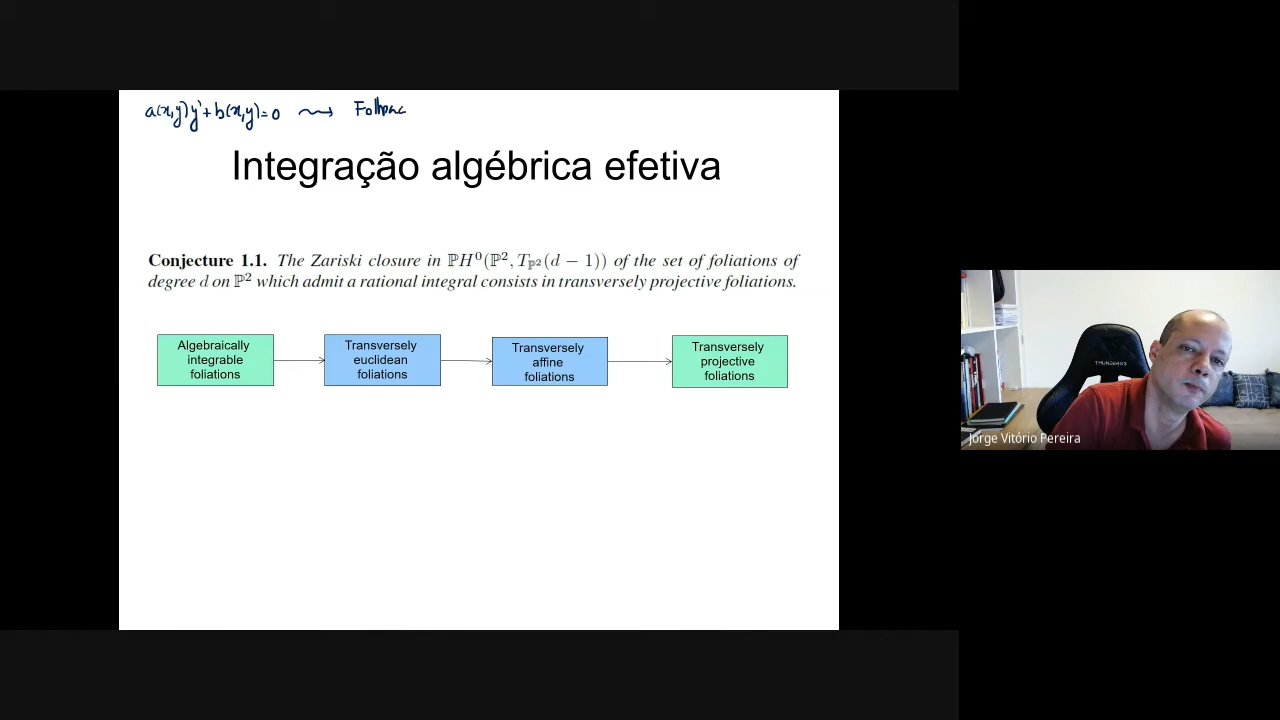 a(x,y)y' + b(x,y) = 0 ⇝
Integração algébrica efetiva
Conjecture 1.1. The Zariski closure in ℙH⁰(ℙ², T_ℙ²(d − 1)) of the set of foliations of
degree d on ℙ² which admit a rational integral consists in transversely projective foliations.
Algebraically
integrable
foliations
Transversely
euclidean
foliations
Transversely
affine
foliations
Transversely
projective
foliations
Jorge Vitório Pereira